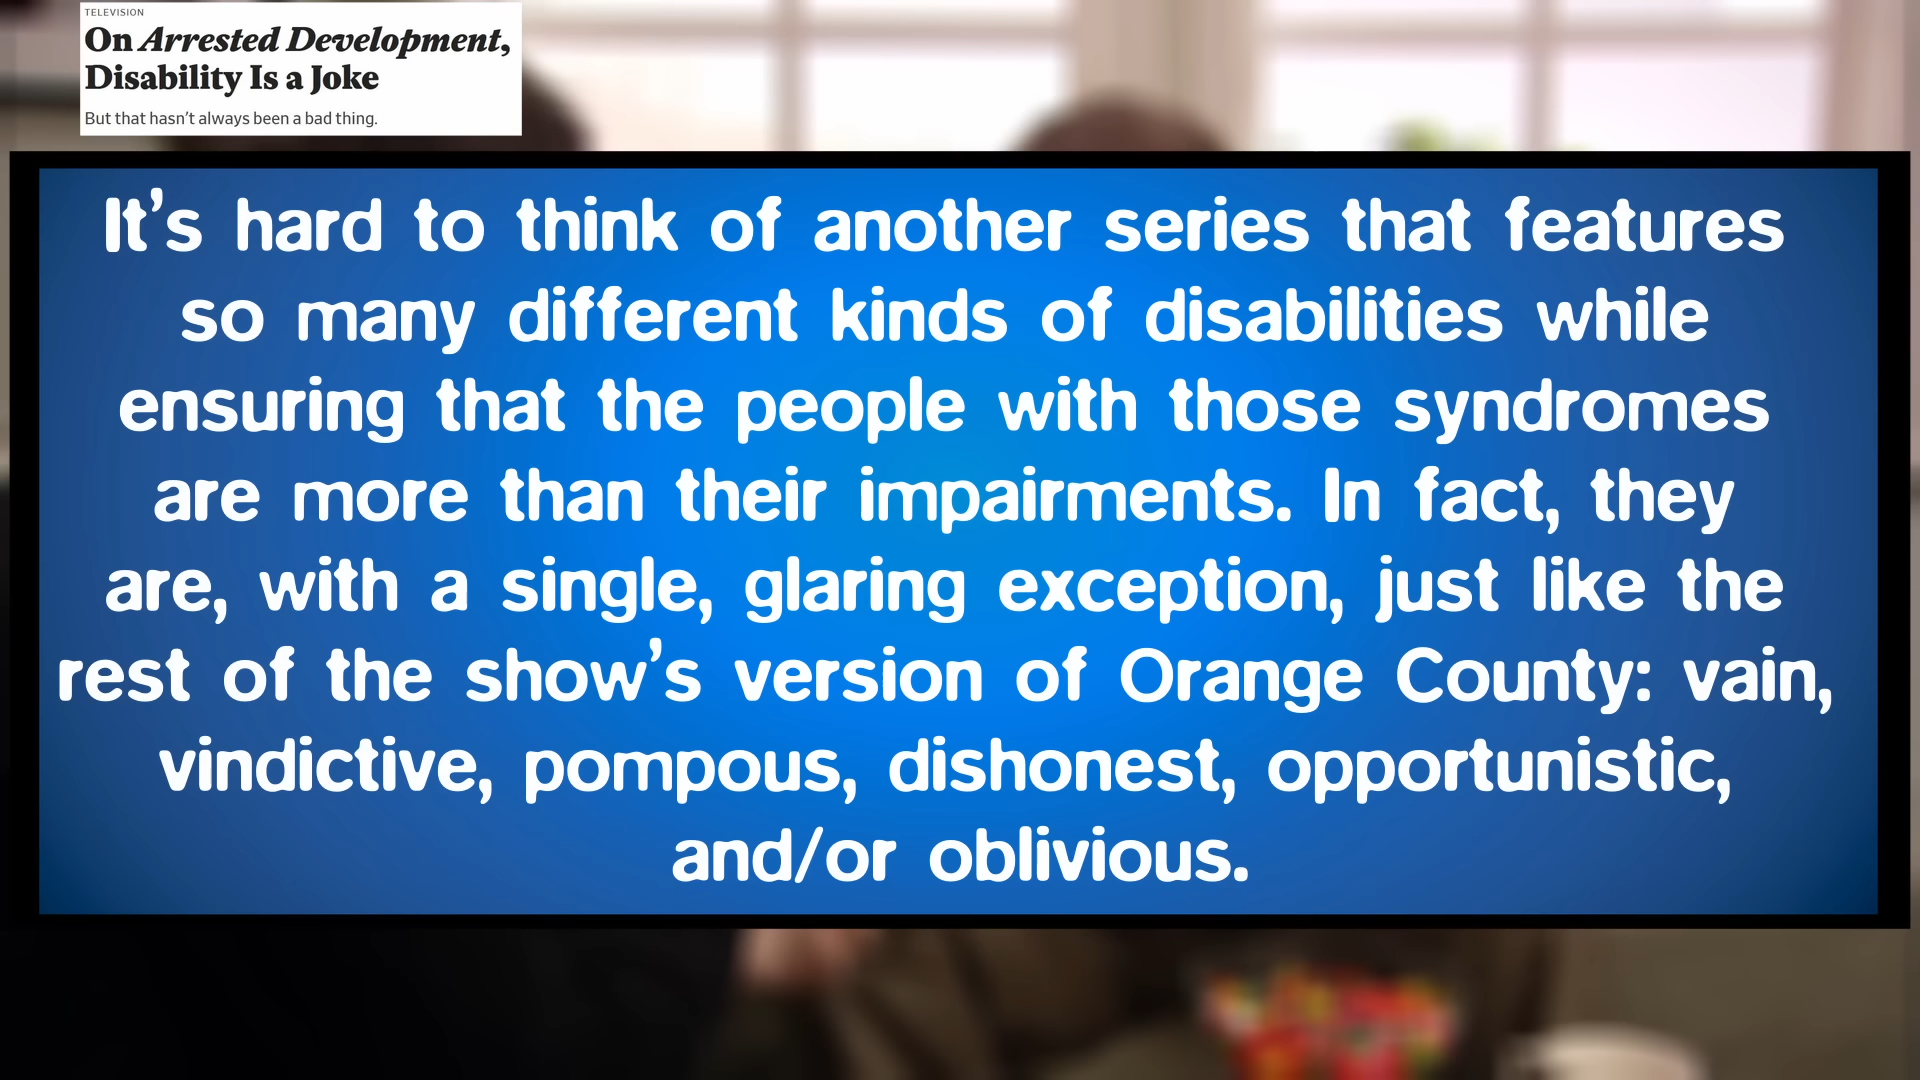 TELEVISION
On Arrested Development,
Disability Is a Joke
But that hasn’t always been a bad thing.
It’s hard to think of another series that features
so many different kinds of disabilities while
ensuring that the people with those syndromes
are more than their impairments. In fact, they
are, with a single, glaring exception, just like the
rest of the show’s version of Orange County: vain,
vindictive, pompous, dishonest, opportunistic,
and/or oblivious.